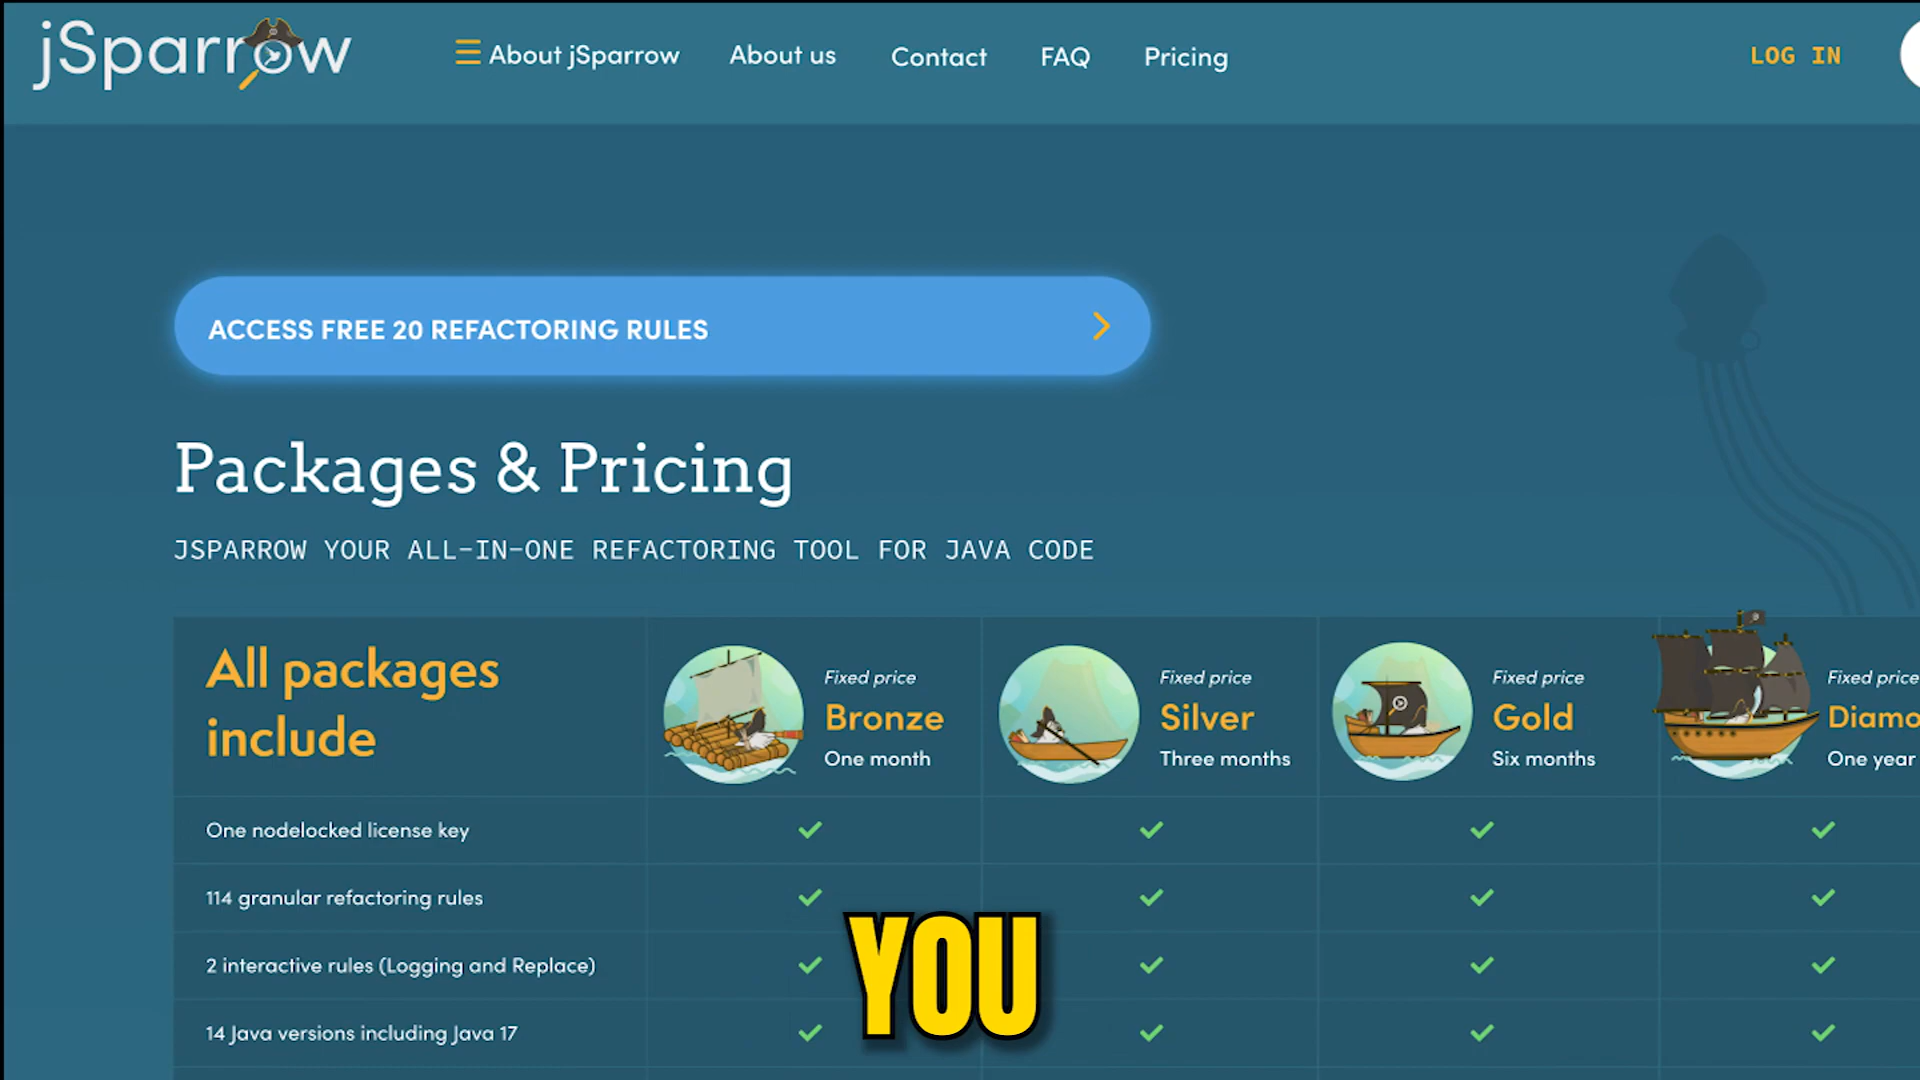 jSparrow
About jSparrow
About us
Contact
FAQ
Pricing
LOG IN
ACCESS FREE 20 REFACTORING RULES
Packages & Pricing
JSPARROW YOUR ALL-IN-ONE REFACTORING TOOL FOR JAVA CODE
All packages
include
Fixed price
Bronze
One month
Fixed price
Silver
Three months
Fixed price
Gold
Six months
Fixed price
Diamo
One year
One nodelocked license key
114 granular refactoring rules
2 interactive rules (Logging and Replace)
14 Java versions including Java 17
YOU